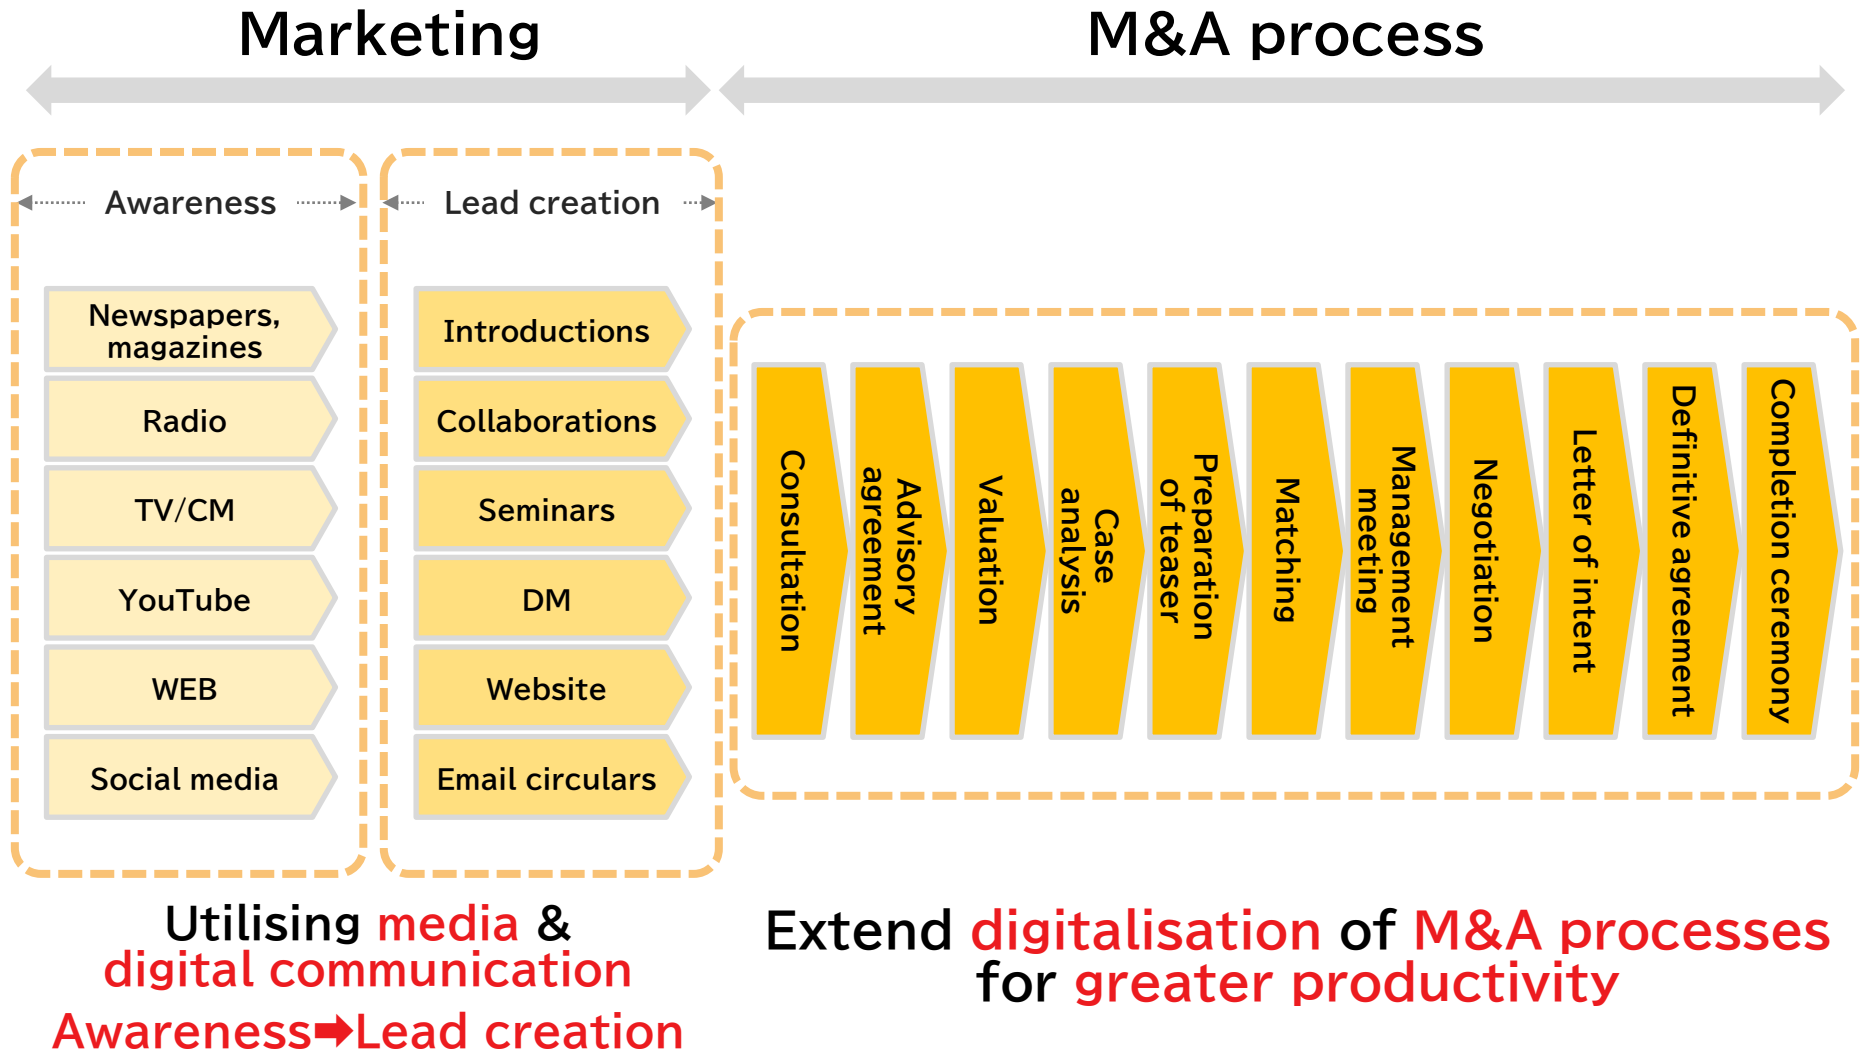 Marketing
M&A process
Awareness
Lead creation
Newspapers,
magazines
Radio
TV/CM
YouTube
WEB
Social media
Introductions
Collaborations
Seminars
DM
Website
Email circulars
Consultation
Advisory
agreement
Valuation
Case
analysis
Preparation
of teaser
Matching
Management
meeting
Negotiation
Letter of intent
Definitive agreement
Completion ceremony
Utilising media &
digital communication
Awareness➡Lead creation
Extend digitalisation of M&A processes
for greater productivity